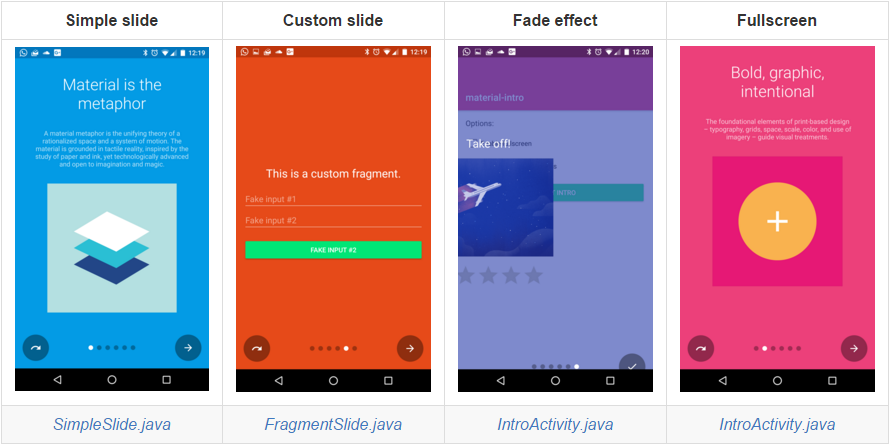 Simple slide
Custom slide
Fade effect
Fullscreen
12:19
Material is the
metaphor
A material metaphor is the unifying theory of a
rationalized space and a system of motion. The
material is grounded in tactile reality, inspired by the
study of paper and ink, yet technologically advanced
and open to imagination and magic.
12:19
This is a custom fragment.
Fake input #1
Fake input #2
FAKE INPUT #2
12:20
material-intro
Options:
Take off!
screen
INTRO
Bold, graphic,
intentional
The foundational elements of print-based design
– typography, grids, space, scale, color, and use of
imagery – guide visual treatments.
SimpleSlide.java
FragmentSlide.java
IntroActivity.java
IntroActivity.java